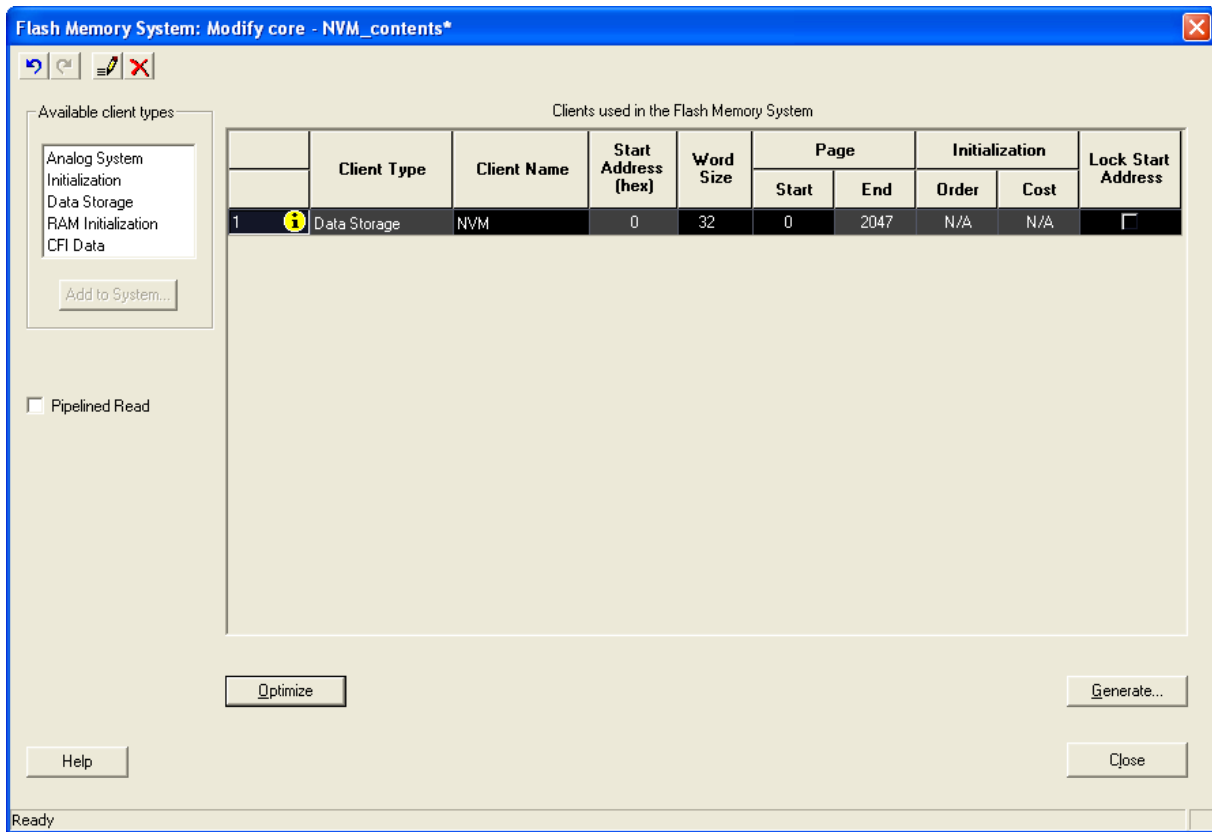 Flash Memory System: Modify core - NVM_contents*
Available client types
Analog System
Initialization
Data Storage
RAM Initialization
CFI Data
Add to System...
Pipelined Read
Clients used in the Flash Memory System
Client Type Client Name Start Address (hex) Word Size Page Initialization Lock Start Address
Start End Order Cost
1 Data Storage NVM 0 32 0 2047 N/A N/A
Optimize Generate...
Help Close
Ready